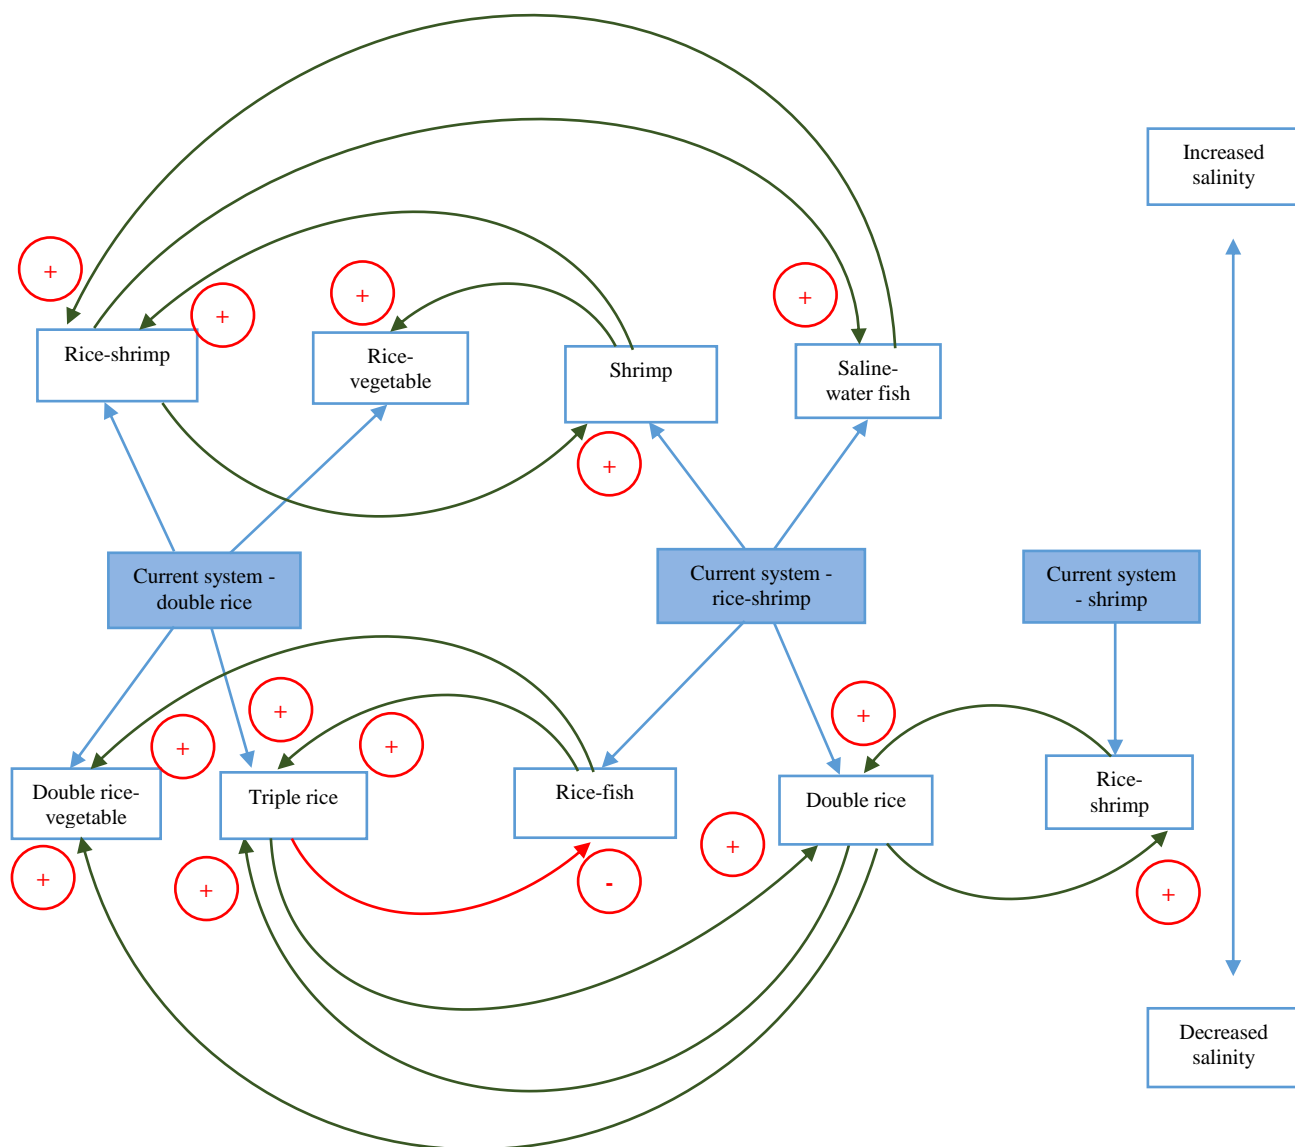 Increased
salinity
+
+
+
+
Rice-shrimp
Rice-
vegetable
Shrimp
Saline-
water fish
+
Current system -
double rice
Current system -
rice-shrimp
Current system
- shrimp
+
+
+
+
Double rice-
vegetable
Triple rice
Rice-fish
Double rice
Rice-
shrimp
+
+
+
-
+
Decreased
salinity